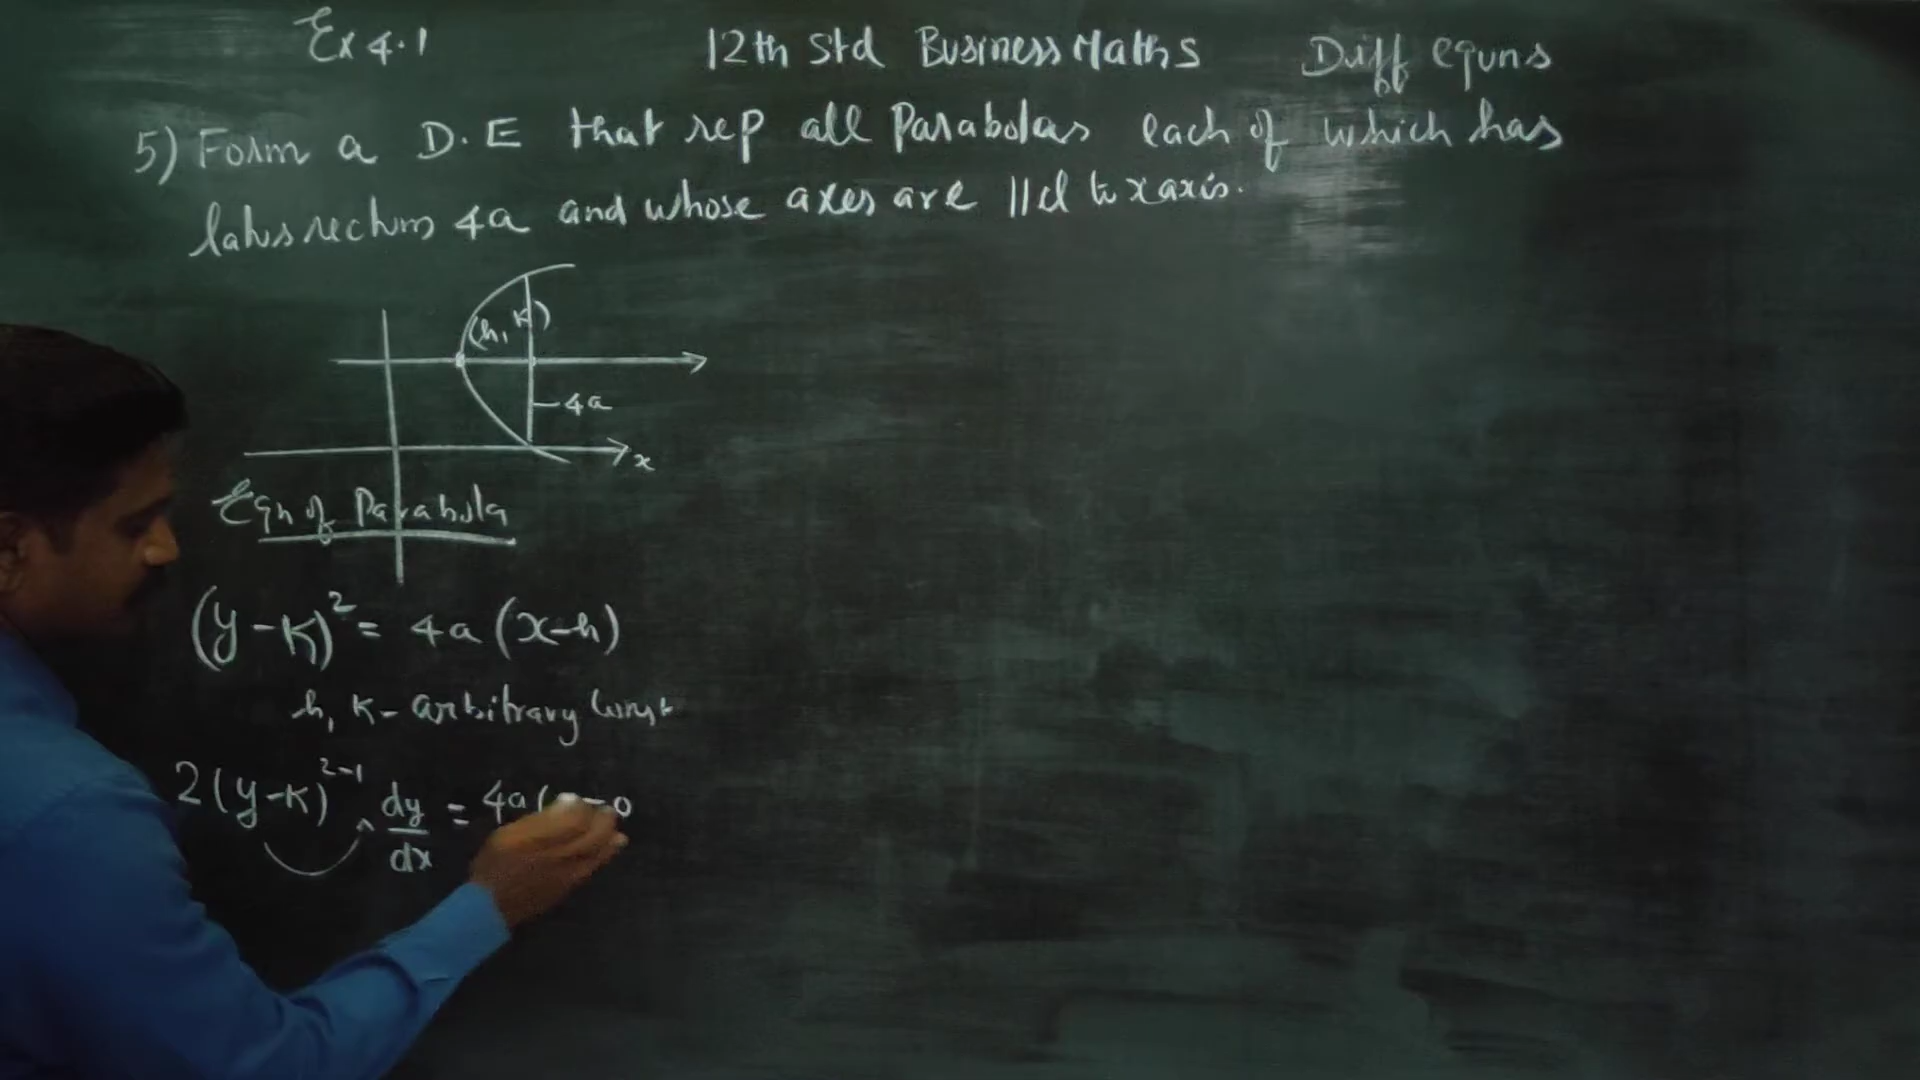 Ex 4.1 12th Std Business Maths Diff equns
5) Form a D.E that rep all Parabolas each of which has
latus rectum 4a and whose axes are ||el to x axis.
(h, k)
4a
x
Eqn of Parabola
(y-k)² = 4a (x-h)
h, k - arbitrary const
2(y-k)²⁻¹ dy/dx = 4a( -0